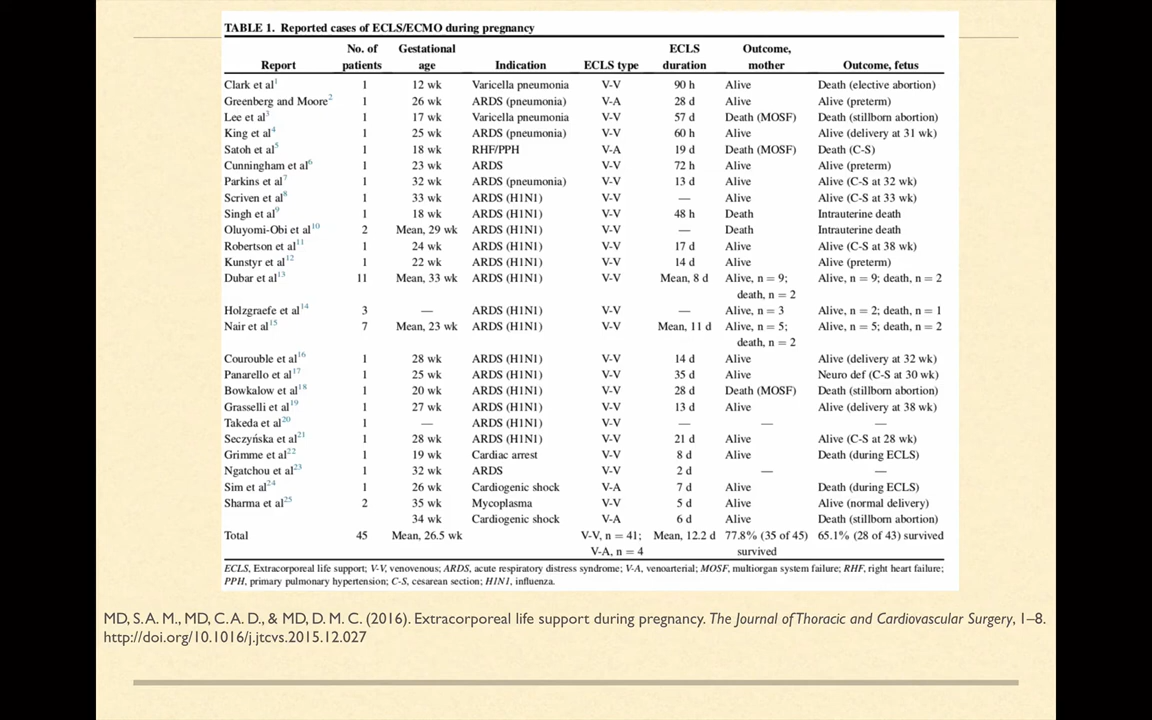 TABLE 1. Reported cases of ECLS/ECMO during pregnancy
No. of Gestational ECLS Outcome,
Report patients age Indication ECLS type duration mother Outcome, fetus
Clark et al1 1 12 wk Varicella pneumonia V-V 90 h Alive Death (elective abortion)
Greenberg and Moore2 1 26 wk ARDS (pneumonia) V-A 28 d Alive Alive (preterm)
Lee et al3 1 17 wk Varicella pneumonia V-V 57 d Death (MOSF) Death (stillborn abortion)
King et al4 1 25 wk ARDS (pneumonia) V-V 60 h Alive Alive (delivery at 31 wk)
Satoh et al5 1 18 wk RHF/PPH V-A 19 d Death (MOSF) Death (C-S)
Cunningham et al6 1 23 wk ARDS V-V 72 h Alive Alive (preterm)
Parkins et al7 1 32 wk ARDS (pneumonia) V-V 13 d Alive Alive (C-S at 32 wk)
Scriven et al8 1 33 wk ARDS (H1N1) V-V — Alive Alive (C-S at 33 wk)
Singh et al9 1 18 wk ARDS (H1N1) V-V 48 h Death Intrauterine death
Oluyomi-Obi et al10 2 Mean, 29 wk ARDS (H1N1) V-V — Death Intrauterine death
Robertson et al11 1 24 wk ARDS (H1N1) V-V 17 d Alive Alive (C-S at 38 wk)
Kunstyr et al12 1 22 wk ARDS (H1N1) V-V 14 d Alive Alive (preterm)
Dubar et al13 11 Mean, 33 wk ARDS (H1N1) V-V Mean, 8 d Alive, n = 9; Alive, n = 9; death, n = 2
death, n = 2
Holzgraefe et al14 3 — ARDS (H1N1) V-V — Alive, n = 3 Alive, n = 2; death, n = 1
Nair et al15 7 Mean, 23 wk ARDS (H1N1) V-V Mean, 11 d Alive, n = 5; Alive, n = 5; death, n = 2
death, n = 2
Courouble et al16 1 28 wk ARDS (H1N1) V-V 14 d Alive Alive (delivery at 32 wk)
Panarello et al17 1 25 wk ARDS (H1N1) V-V 35 d Alive Neuro def (C-S at 30 wk)
Bowkalow et al18 1 20 wk ARDS (H1N1) V-V 28 d Death (MOSF) Death (stillborn abortion)
Grasselli et al19 1 27 wk ARDS (H1N1) V-V 13 d Alive Alive (delivery at 38 wk)
Takeda et al20 1 — ARDS (H1N1) V-V — — —
Seczyńska et al21 1 28 wk ARDS (H1N1) V-V 21 d Alive Alive (C-S at 28 wk)
Grimme et al22 1 19 wk Cardiac arrest V-V 8 d Alive Death (during ECLS)
Ngatchou et al23 1 32 wk ARDS V-V 2 d — —
Sim et al24 1 26 wk Cardiogenic shock V-A 7 d Alive Death (during ECLS)
Sharma et al25 2 35 wk Mycoplasma V-V 5 d Alive Alive (normal delivery)
34 wk Cardiogenic shock V-A 6 d Alive Death (stillborn abortion)
Total 45 Mean, 26.5 wk V-V, n = 41; Mean, 12.2 d 77.8% (35 of 45) 65.1% (28 of 43) survived
V-A, n = 4 survived
ECLS, Extracorporeal life support; V-V, venovenous; ARDS, acute respiratory distress syndrome; V-A, venoarterial; MOSF, multiorgan system failure; RHF, right heart failure;
PPH, primary pulmonary hypertension; C-S, cesarean section; H1N1, influenza.
MD, S. A. M., MD, C. A. D., & MD, D. M. C. (2016). Extracorporeal life support during pregnancy. The Journal of Thoracic and Cardiovascular Surgery, 1–8.
http://doi.org/10.1016/j.jtcvs.2015.12.027